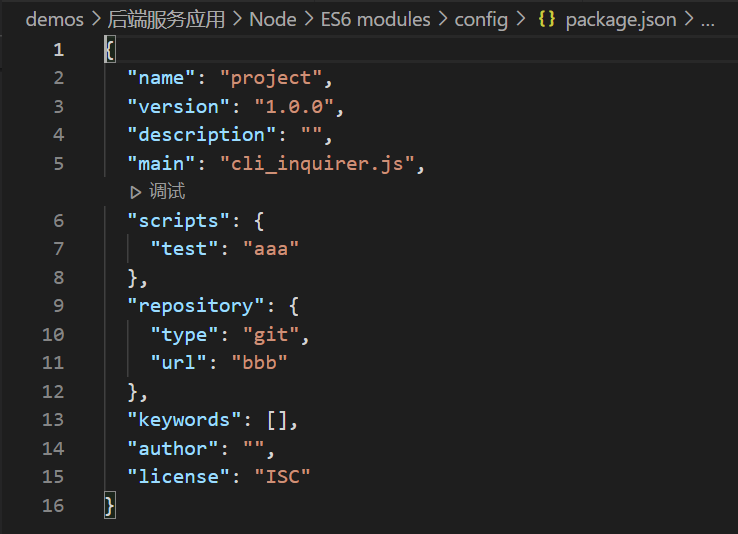 demos > 后端服务应用 > Node > ES6 modules > config > {} package.json > ...
1 {
2 "name": "project",
3 "version": "1.0.0",
4 "description": "",
5 "main": "cli_inquirer.js",
▷ 调试
6 "scripts": {
7 "test": "aaa"
8 },
9 "repository": {
10 "type": "git",
11 "url": "bbb"
12 },
13 "keywords": [],
14 "author": "",
15 "license": "ISC"
16 }